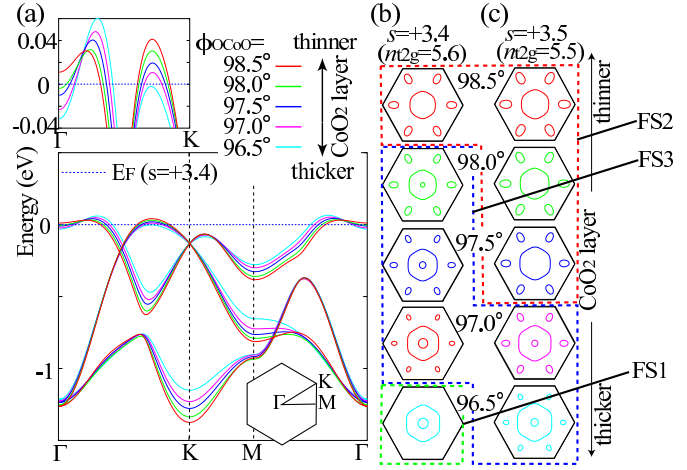 (a)
0.04
0
-0.04
Γ
K
ϕOCoO=
98.5°
98.0°
97.5°
97.0°
96.5°
thinner
CoO2 layer
thicker
EF (s=+3.4)
Energy (eV)
0
-1
Γ
K
M
Γ
Γ
K
M
(b)
s=+3.4
(nt2g=5.6)
(c)
s=+3.5
(nt2g=5.5)
98.5°
98.0°
97.5°
97.0°
96.5°
thinner
CoO2 layer
thicker
FS2
FS3
FS1